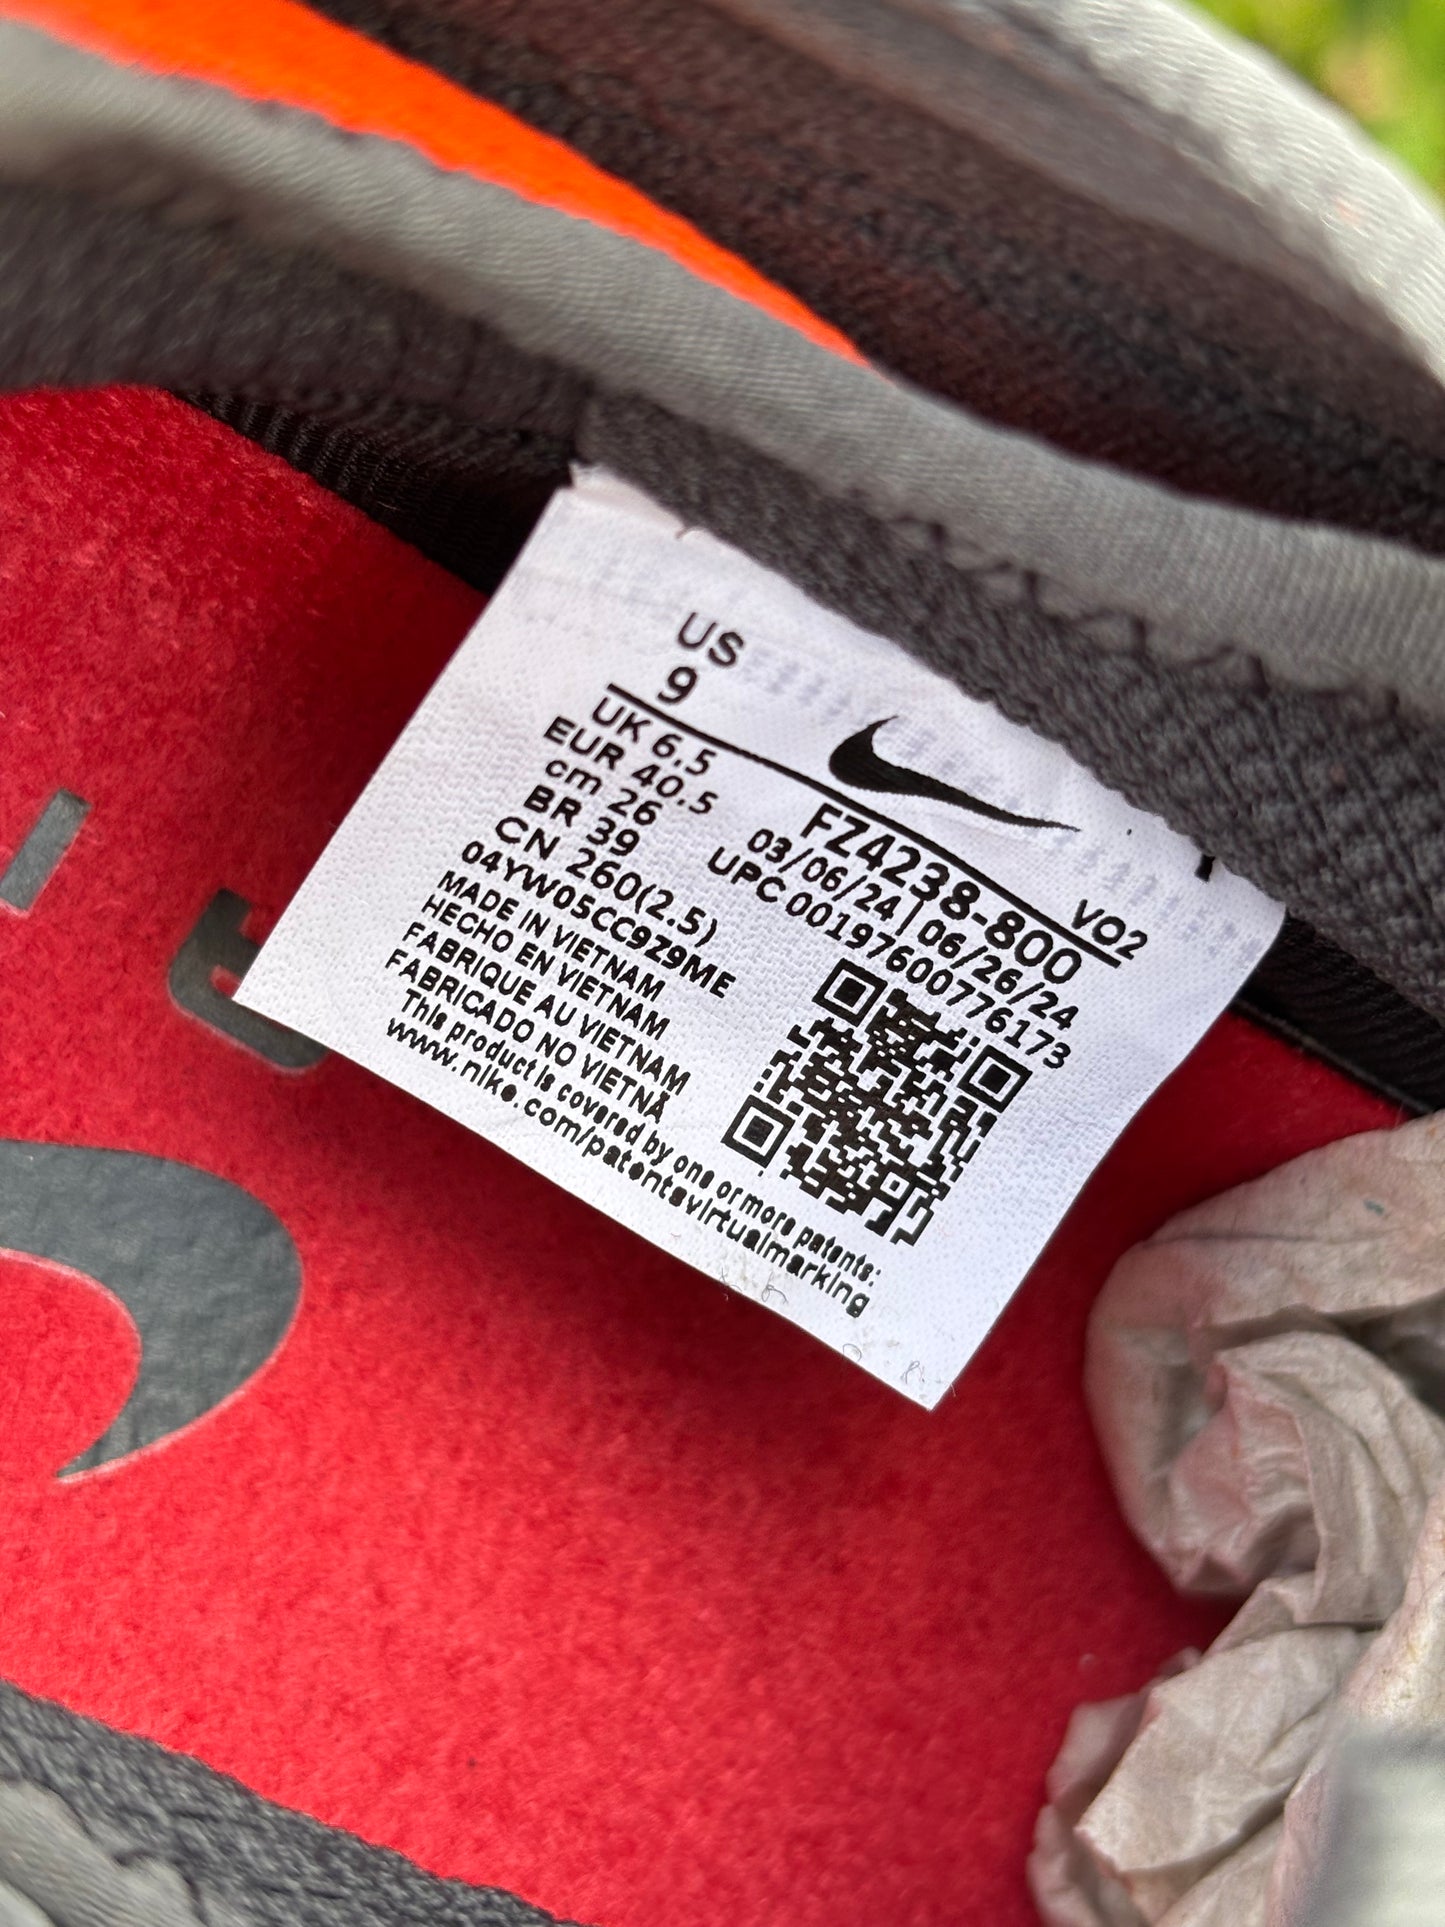 US
9
UK 6.5
EUR 40.5
cm 26
BR 39
CN 260(2.5)
04YW05CC9Z9ME
MADE IN VIETNAM
HECHO EN VIETNAM
FABRIQUE AU VIETNAM
FABRICADO NO VIETNÃ
This product is covered by one or more patents:
www.nike.com/patentsvirtualmarking
VO2
FZ4238-800
03/06/24 | 06/26/24
UPC 00197600776173